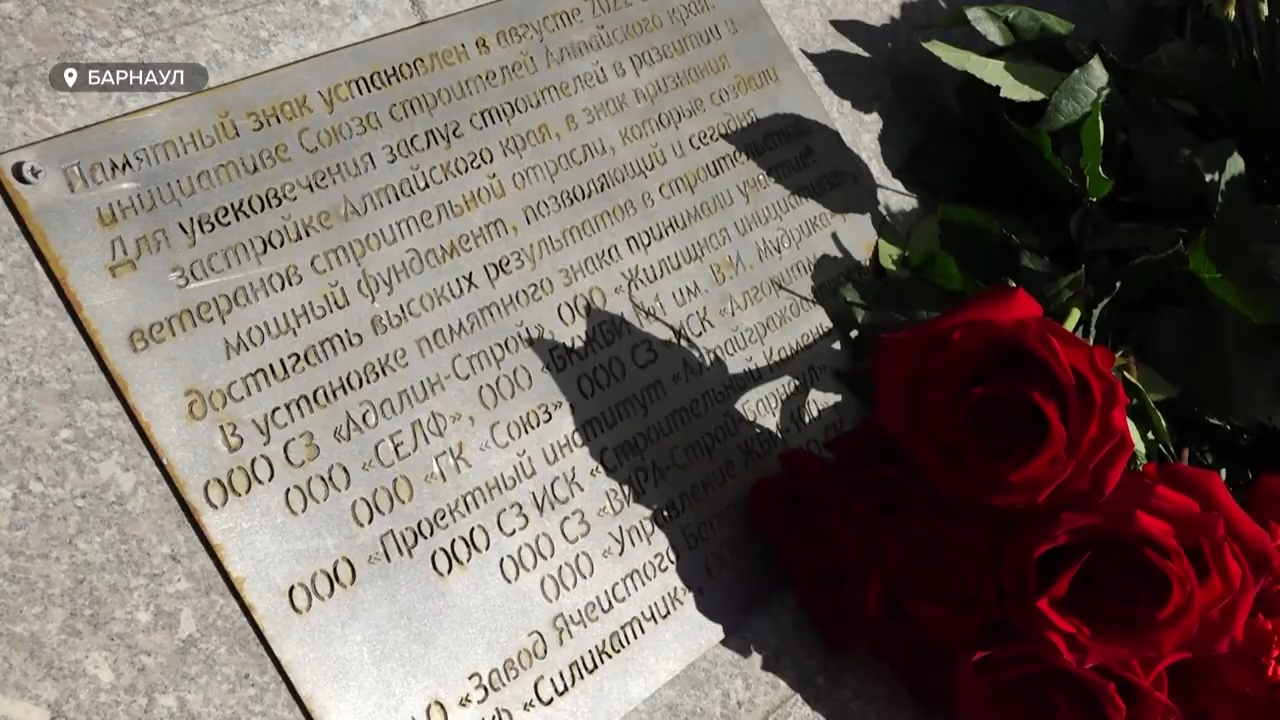 БАРНАУЛ
Памятный знак установлен в августе 2022
инициативе Союза строителей Алтайского края.
Для увековечения заслуг строителей в развитии и
застройке Алтайского края, в знак признания
ветеранов строительной отрасли, которые создали
мощный фундамент, позволяющий и сегодня
достигать высоких результатов в строительстве.
В установке памятного знака принимали участие:
ООО СЗ «Адалин-Строй», ООО «Жилищная инициатива»,
ООО «СЕЛФ», ООО «БКЖБИ №1 им. В.И. Мудрика»,
ООО «ГК «Союз» ООО СЗ ИСК «Алгоритм
ООО «Проектный институт
ООО СЗ ИСК «Строительный Камень
ООО СЗ «ВИРА-Строй-Барнаул»
ООО «Управление ЖБИ-100»
«Завод Ячеистого
«Силикатчик»,